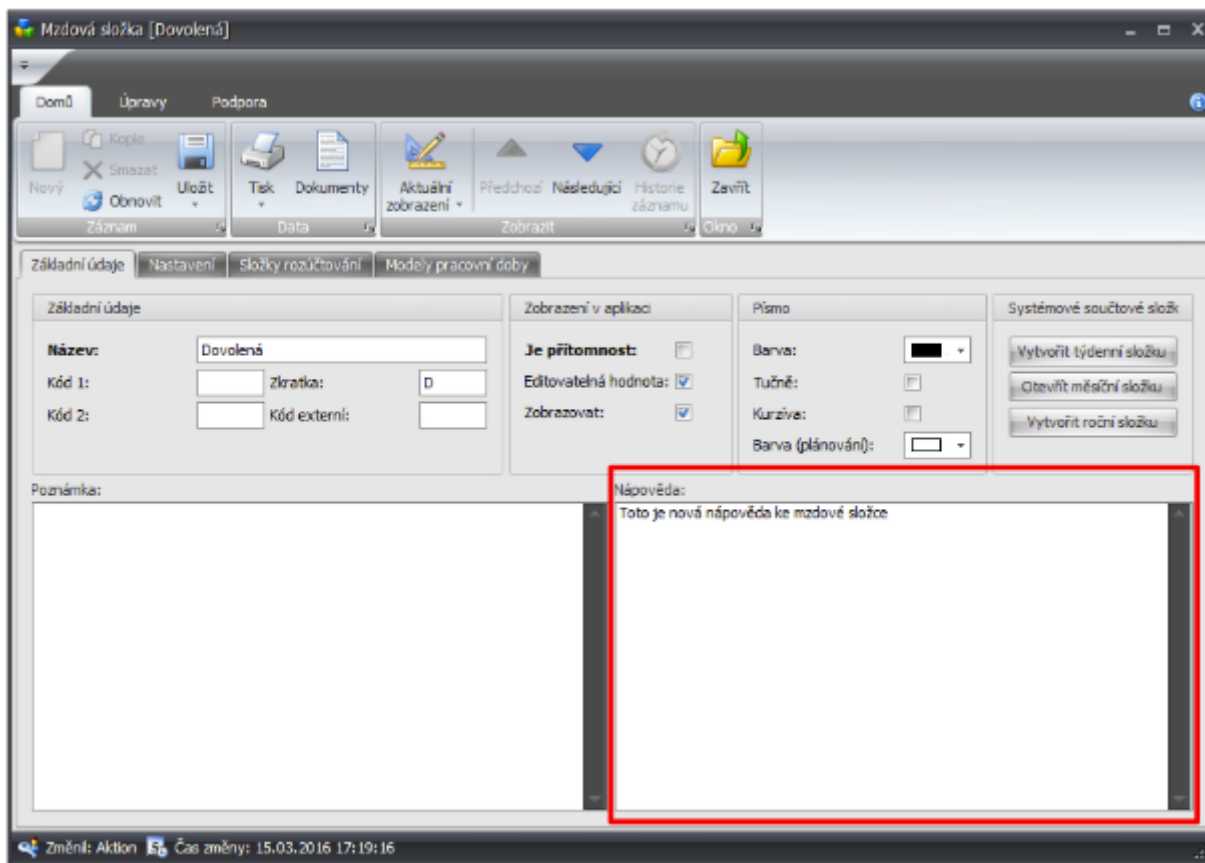 Mzdová složka [Dovolená]
Domů Úpravy Podpora
Nový
Kopie
Smazat
Obnovit
Uložit
Tisk
Dokumenty
Aktuální zobrazení
Předchozí
Následující
Historie záznamu
Zavřít
Záznam Data Zobrazit Okno
Základní údaje Nastavení Složky rozúčtování Modely pracovní doby
Základní údaje
Název: Dovolená
Kód 1: Zkratka: D
Kód 2: Kód externí:
Zobrazení v aplikaci
Je přítomnost:
Editovatelná hodnota:
Zobrazovat:
Písmo
Barva:
Tučně:
Kurzíva:
Barva (plánování):
Systémové součtové složk
Vytvořit týdenní složku
Otevřít měsíční složku
Vytvořit roční složku
Poznámka:
Nápověda:
Toto je nová nápověda ke mzdové složce
Změnil: Aktion Čas změny: 15.03.2016 17:19:16